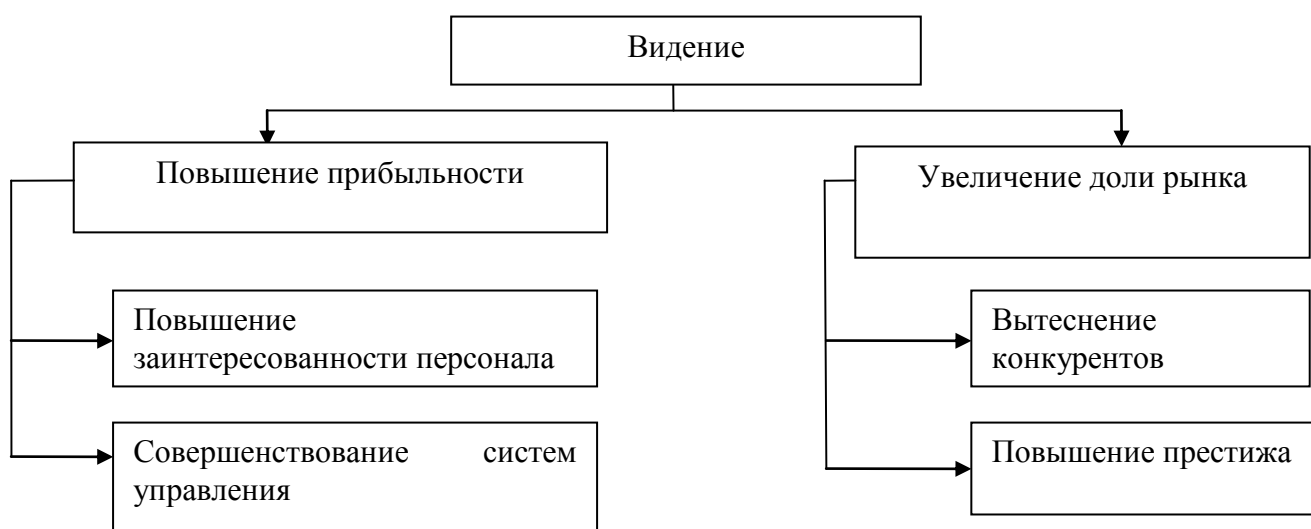 Видение
Повышение прибыльности
Увеличение доли рынка
Повышение
заинтересованности персонала
Совершенствование систем
управления
Вытеснение
конкурентов
Повышение престижа